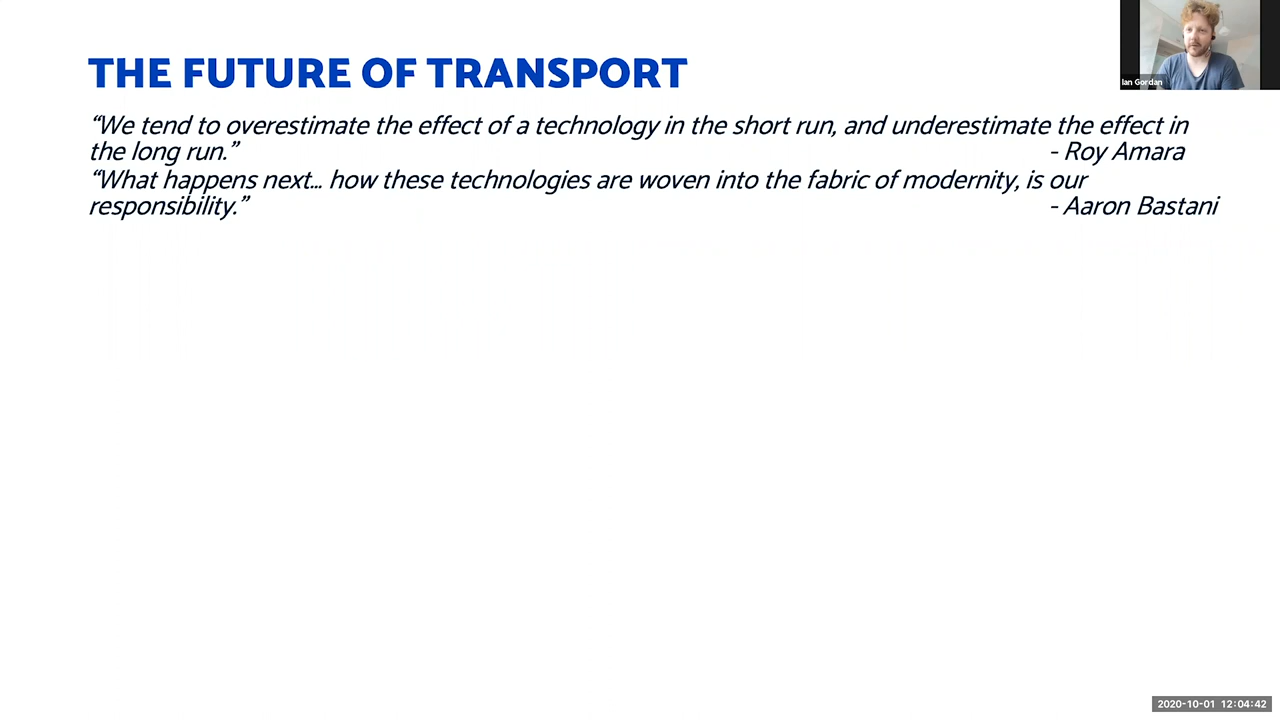 THE FUTURE OF TRANSPORT
“We tend to overestimate the effect of a technology in the short run, and underestimate the effect in
the long run.” - Roy Amara
“What happens next... how these technologies are woven into the fabric of modernity, is our
responsibility.” - Aaron Bastani
Ian Gordan
2020-10-01 12:04:42